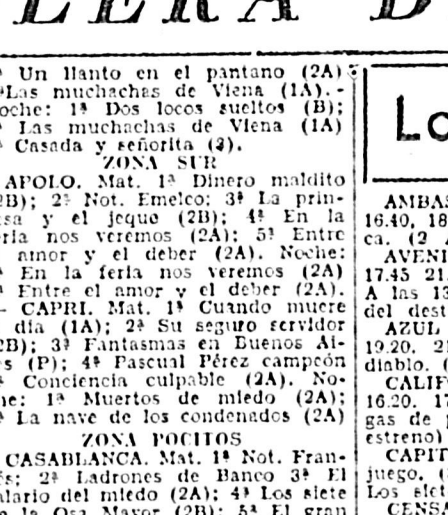 LERA D
Un llanto en el pantano (2A)
ªLas muchachas de Viena (1A).-
oche: 1ª Dos locos sueltos (B);
ª Las muchachas de Viena (1A)
ª Casada y señorita (2).
ZONA SUR
APOLO. Mat. 1ª Dinero maldito
2B); 2ª Not. Emelco; 3ª La prin-
sa y el jeque (2B); 4ª En la
eria nos veremos (2A); 5ª Entre
amor y el deber (2A). Noche:
ª En la feria nos veremos (2A)
ª Entre el amor y el deber (2A).
- CAPRI. Mat. 1ª Cuando muere
día (1A); 2ª Su seguro servidor
2B); 3ª Fantasmas en Buenos Ai-
es (P); 4ª Pascual Pérez campeón
ª Conciencia culpable (2A). No-
he: 1ª Muertos de miedo (2A);
ª La nave de los condenados (2A)
ZONA POCITOS
CASABLANCA. Mat. 1ª Not. Fran-
és; 2ª Ladrones de Banco 3ª El
alario del miedo (2A); 4ª Los siete
la Osa Mayor (2B); 5ª El gran
Lo
AMBAS
16.40, 18
ca. (2
AVENI
17.45 21.
A las 13
del dest
AZUL
19.20. 2
diablo. (
CALIF
16.20. 17
gas de
estreno)
CAPIT
juego. (
Los siet
CENSA